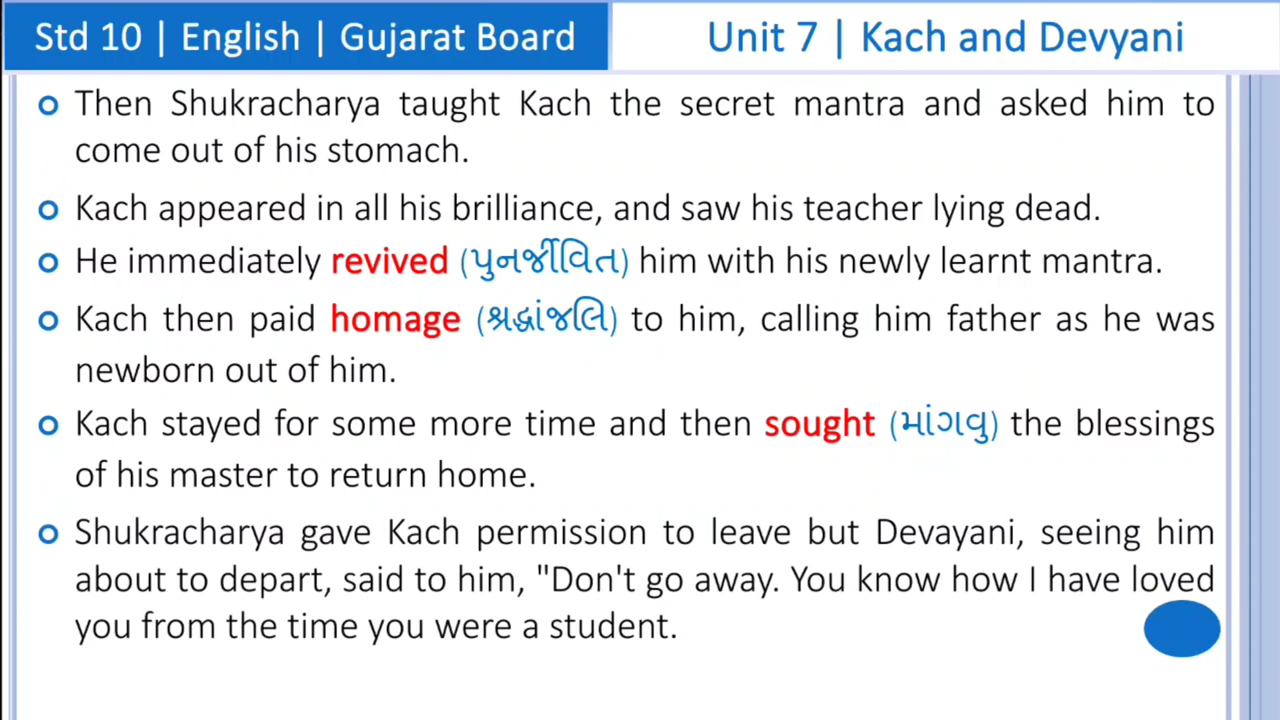 Std 10 | English | Gujarat Board
Unit 7 | Kach and Devyani
Then Shukracharya taught Kach the secret mantra and asked him to
come out of his stomach.
Kach appeared in all his brilliance, and saw his teacher lying dead.
He immediately revived (પુનર્જીવિત) him with his newly learnt mantra.
Kach then paid homage (શ્રદ્ધાંજલિ) to him, calling him father as he was
newborn out of him.
Kach stayed for some more time and then sought (માંગવુ) the blessings
of his master to return home.
Shukracharya gave Kach permission to leave but Devayani, seeing him
about to depart, said to him, "Don't go away. You know how I have loved
you from the time you were a student.